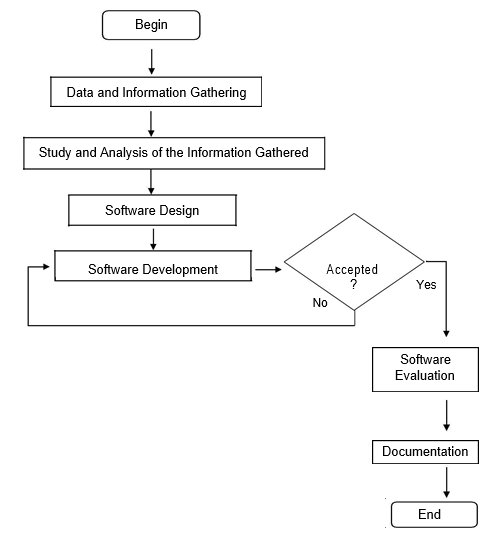 Begin
Data and Information Gathering
Study and Analysis of the Information Gathered
Software Design
Software Development
Accepted
?
No
Yes
Software
Evaluation
Documentation
End